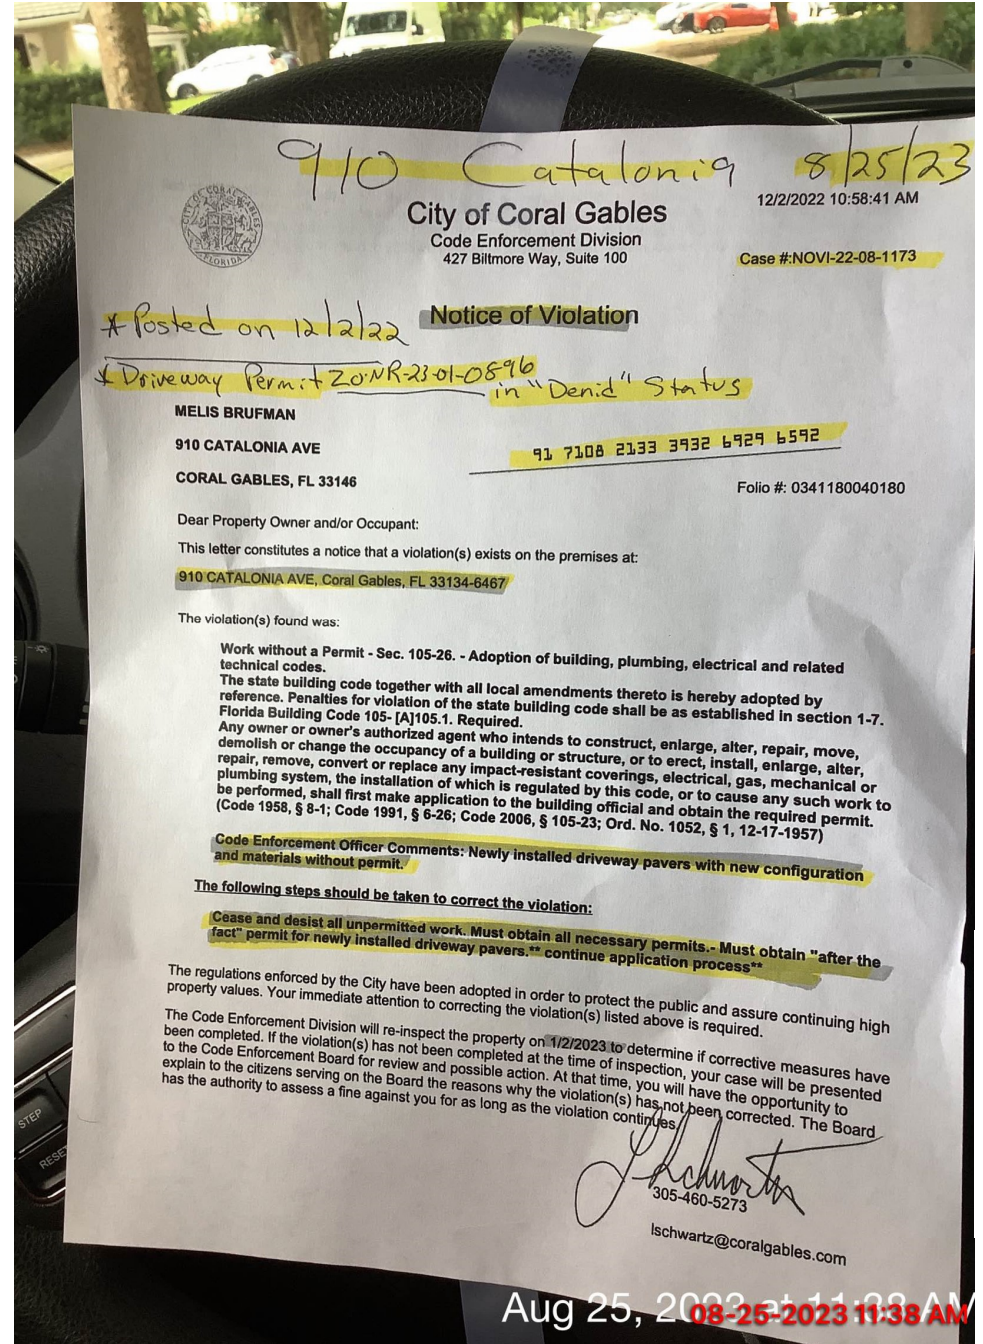 910 Catalonia 8/25/23
12/2/2022 10:58:41 AM
CITY OF CORAL GABLES
FLORIDA
City of Coral Gables
Code Enforcement Division
427 Biltmore Way, Suite 100
Case #:NOVI-22-08-1173
Notice of Violation
* Posted on 12/2/22
* Driveway Permit ZONR-23-01-0896
in "Denid" Status
MELIS BRUFMAN
910 CATALONIA AVE
CORAL GABLES, FL 33146
91 7108 2133 3932 6929 6592
Folio #: 0341180040180
Dear Property Owner and/or Occupant:
This letter constitutes a notice that a violation(s) exists on the premises at:
910 CATALONIA AVE, Coral Gables, FL 33134-6467
The violation(s) found was:
Work without a Permit - Sec. 105-26. - Adoption of building, plumbing, electrical and related
technical codes.
The state building code together with all local amendments thereto is hereby adopted by
reference. Penalties for violation of the state building code shall be as established in section 1-7.
Florida Building Code 105- [A]105.1. Required.
Any owner or owner's authorized agent who intends to construct, enlarge, alter, repair, move,
demolish or change the occupancy of a building or structure, or to erect, install, enlarge, alter,
repair, remove, convert or replace any impact-resistant coverings, electrical, gas, mechanical or
plumbing system, the installation of which is regulated by this code, or to cause any such work to
be performed, shall first make application to the building official and obtain the required permit.
(Code 1958, § 8-1; Code 1991, § 6-26; Code 2006, § 105-23; Ord. No. 1052, § 1, 12-17-1957)
Code Enforcement Officer Comments: Newly installed driveway pavers with new configuration
and materials without permit.
The following steps should be taken to correct the violation:
Cease and desist all unpermitted work. Must obtain all necessary permits.- Must obtain "after the
fact" permit for newly installed driveway pavers.** continue application process**
The regulations enforced by the City have been adopted in order to protect the public and assure continuing high
property values. Your immediate attention to correcting the violation(s) listed above is required.
The Code Enforcement Division will re-inspect the property on 1/2/2023 to determine if corrective measures have
been completed. If the violation(s) has not been completed at the time of inspection, your case will be presented
to the Code Enforcement Board for review and possible action. At that time, you will have the opportunity to
explain to the citizens serving on the Board the reasons why the violation(s) has not been corrected. The Board
has the authority to assess a fine against you for as long as the violation continues.
305-460-5273
lschwartz@coralgables.com
STEP
RESE
Aug 25, 2023 at 11:38 AM
08-25-2023 11:38 AM